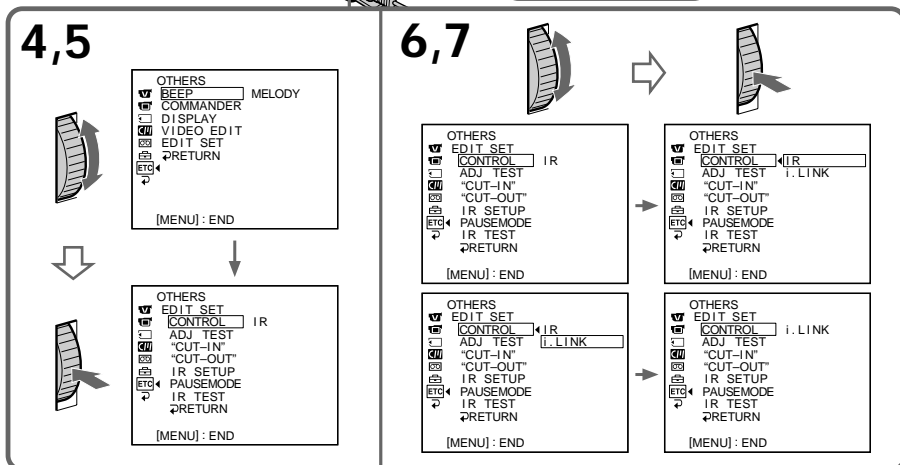 4,5
OTHERS
BEEP MELODY
COMMANDER
DISPLAY
VIDEO EDIT
EDIT SET
RETURN
ETC
[MENU] : END
OTHERS
EDIT SET
CONTROL IR
ADJ TEST
“CUT–IN”
“CUT–OUT”
IR SETUP
ETC PAUSEMODE
IR TEST
RETURN
[MENU] : END
6,7
OTHERS
EDIT SET
CONTROL IR
ADJ TEST
“CUT–IN”
“CUT–OUT”
IR SETUP
ETC PAUSEMODE
IR TEST
RETURN
[MENU] : END
OTHERS
EDIT SET
CONTROL IR
ADJ TEST i.LINK
“CUT–IN”
“CUT–OUT”
IR SETUP
ETC PAUSEMODE
IR TEST
RETURN
[MENU] : END
OTHERS
EDIT SET
CONTROL IR
ADJ TEST i.LINK
“CUT–IN”
“CUT–OUT”
IR SETUP
ETC PAUSEMODE
IR TEST
RETURN
[MENU] : END
OTHERS
EDIT SET
CONTROL i.LINK
ADJ TEST
“CUT–IN”
“CUT–OUT”
IR SETUP
ETC PAUSEMODE
IR TEST
RETURN
[MENU] : END